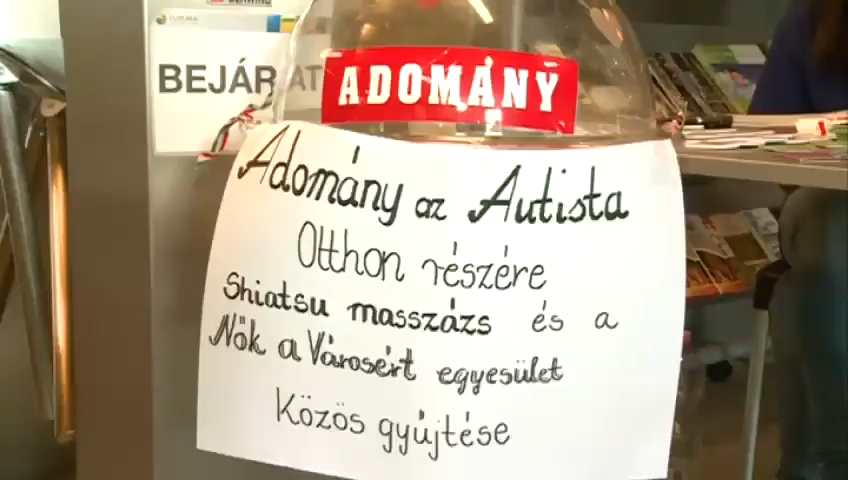 BEJÁRAT
ADOMÁNY
Adomány az Autista
Otthon részére
Shiatsu masszázs és a
Nők a Városért egyesület
Közös gyűjtése